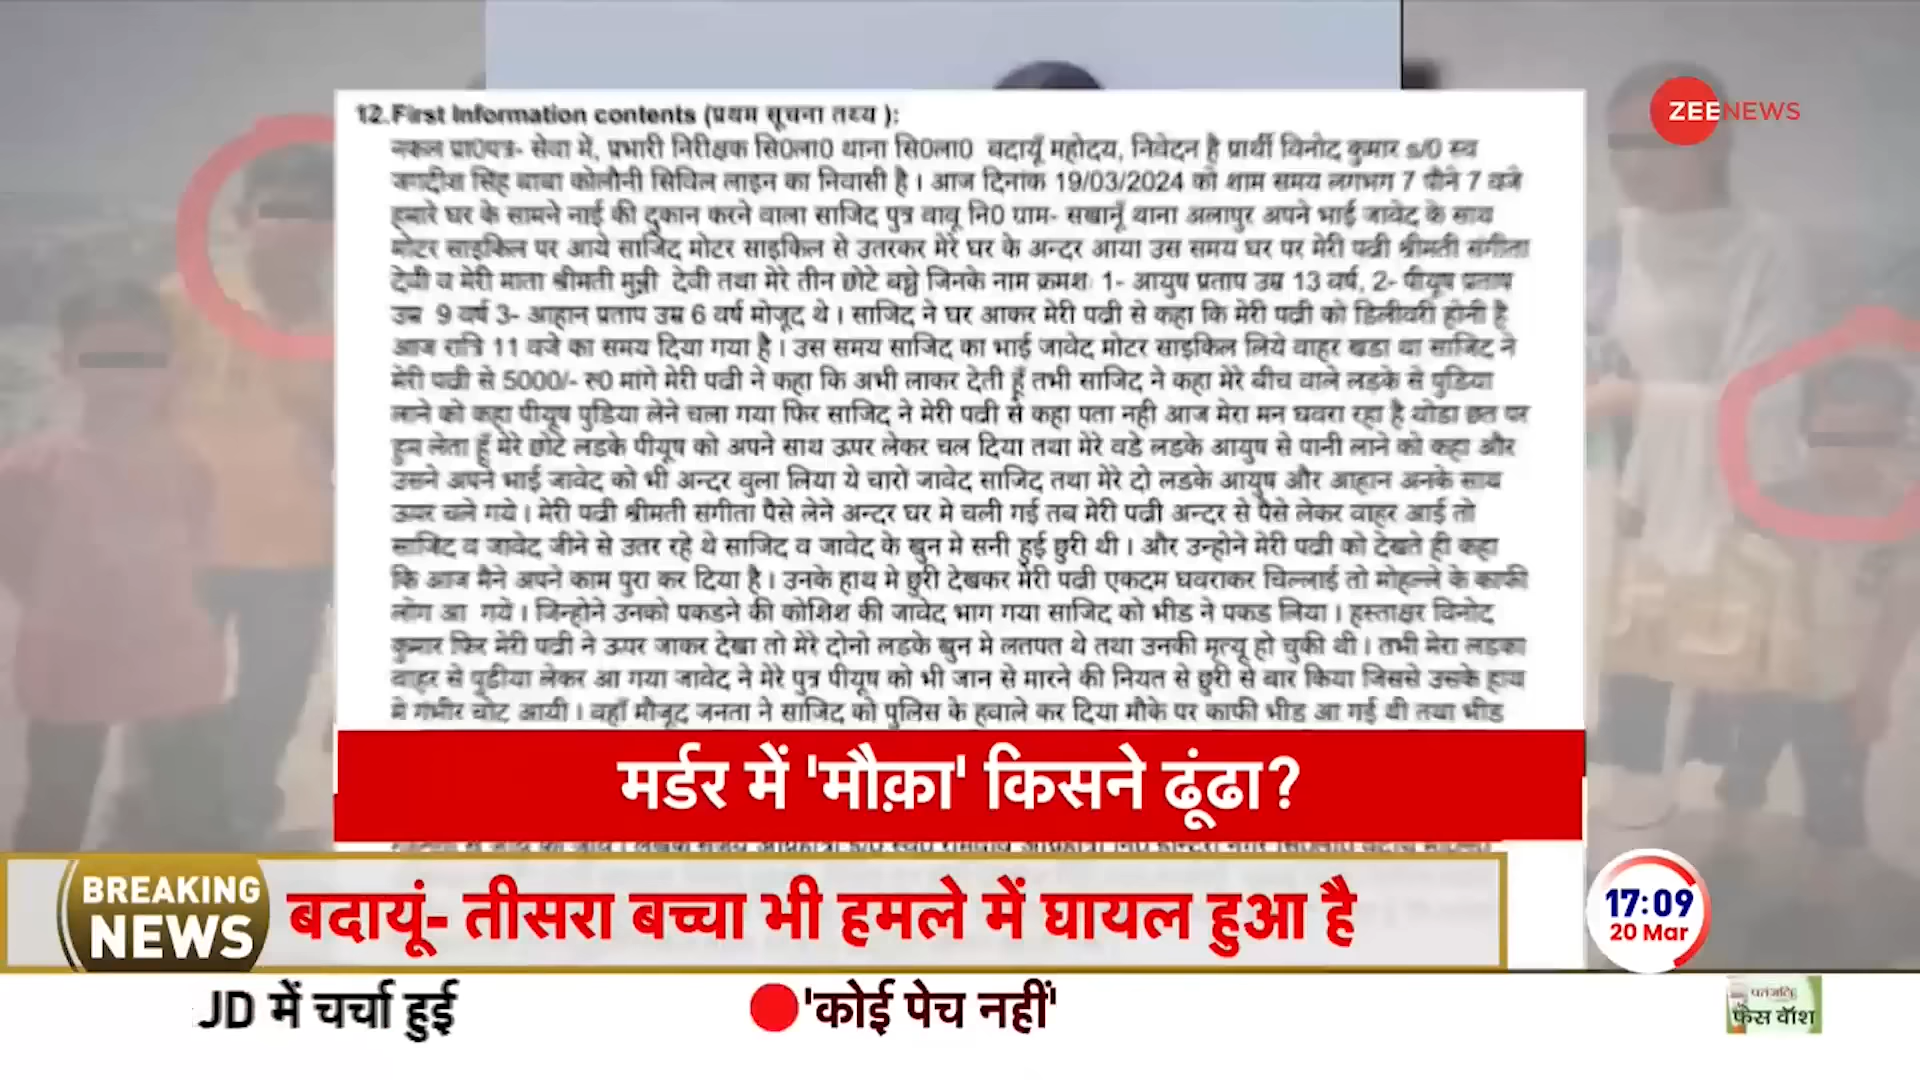 12.First Information contents (प्रथम सूचना तथ्य ):
नकल प्रा0पत्र- सेवा में, प्रभारी निरीक्षक सि0ला0 थाना सि0ला0 बदायूँ महोदय, निवेदन है प्रार्थी विनोद कुमार s/0 स्व
जगदीश सिंह बाबा कोलौनी सिविल लाइन का निवासी है । आज दिनांक 19/03/2024 को शाम समय लगभग 7 पौने 7 वजे
हमारे घर के सामने नाई की दुकान करने वाला साजिद पुत्र वावू नि0 ग्राम- सखानूँ थाना अलापुर अपने भाई जावेद के साथ
मोटर साइकिल पर आये साजिद मोटर साइकिल से उतरकर मेरे घर के अन्दर आया उस समय घर पर मेरी पत्नी श्रीमती संगीता
देवी व मेरी माता श्रीमती मुन्नी देवी तथा मेरे तीन छोटे बच्चे जिनके नाम क्रमशः 1- आयुष प्रताप उम्र 13 वर्ष, 2- पीयूष प्रताप
उम्र 9 वर्ष 3- आहान प्रताप उम्र 6 वर्ष मोजूद थे । साजिद ने घर आकर मेरी पत्नी से कहा कि मेरी पत्नी को डिलीवरी होनी है
आज रात्रि 11 वजे का समय दिया गया है । उस समय साजिद का भाई जावेद मोटर साइकिल लिये वाहर खडा था साजिद ने
मेरी पत्नी से 5000/- रु0 मांगे मेरी पत्नी ने कहा कि अभी लाकर देती हूँ तभी साजिद ने कहा मेरे बीच वाले लडके से पुडिया
लाने को कहा पीयूष पुडिया लेने चला गया फिर साजिद ने मेरी पत्नी से कहा पता नही आज मेरा मन घवरा रहा है थोडा छत पर
हुम लेता हूँ मेरे छोटे लडके पीयूष को अपने साथ ऊपर लेकर चल दिया तथा मेरे वडे लडके आयुष से पानी लाने को कहा और
उसने अपने भाई जावेद को भी अन्दर वुला लिया ये चारो जावेद साजिद तथा मेरे दो लडके आयुष और आहान अनके साथ
ऊपर चले गये । मेरी पत्नी श्रीमती संगीता पैसे लेने अन्दर घर मे चली गई तब मेरी पत्नी अन्दर से पैसे लेकर वाहर आई तो
साजिद व जावेद जीने से उतर रहे थे साजिद व जावेद के खुन मे सनी हुई छुरी थी । और उन्होने मेरी पत्नी को देखते ही कहा
कि आज मैने अपने काम पुरा कर दिया है । उनके हाथ मे छुरी देखकर मेरी पत्नी एकदम घवराकर चिल्लाई तो मोहल्ले के काफी
लोग आ गये । जिन्होने उनको पकडने की कोशिश की जावेद भाग गया साजिद को भीड ने पकड लिया । हस्ताक्षर विनोद
कुमार फिर मेरी पत्नी ने ऊपर जाकर देखा तो मेरे दोनो लडके खुन मे लतपत थे तथा उनकी मृत्यू हो चुकी थी । तभी मेरा लडका
वाहर से पुडीया लेकर आ गया जावेद ने मेरे पुत्र पीयूष को भी जान से मारने की नियत से छुरी से वार किया जिससे उसके हाथ
मे गंभीर चोट आयी । वहाँ मौजूद जनता ने साजिद को पुलिस के हवाले कर दिया मौके पर काफी भीड आ गई थी तथा भीड
ZEENEWS
मर्डर में 'मौक़ा' किसने ढूंढा?
BREAKING
NEWS
बदायूं- तीसरा बच्चा भी हमले में घायल हुआ है
17:09
20 Mar
JD में चर्चा हुई
'कोई पेच नहीं'
पतंजलि
फेस वॉश